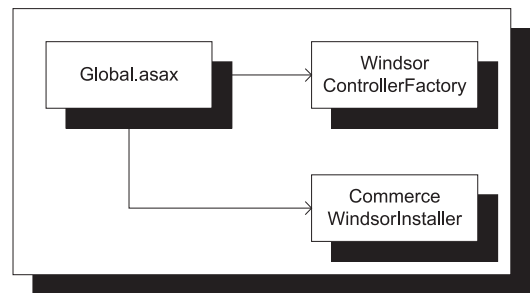 Global.asax
Windsor
ControllerFactory
Commerce
WindsorInstaller